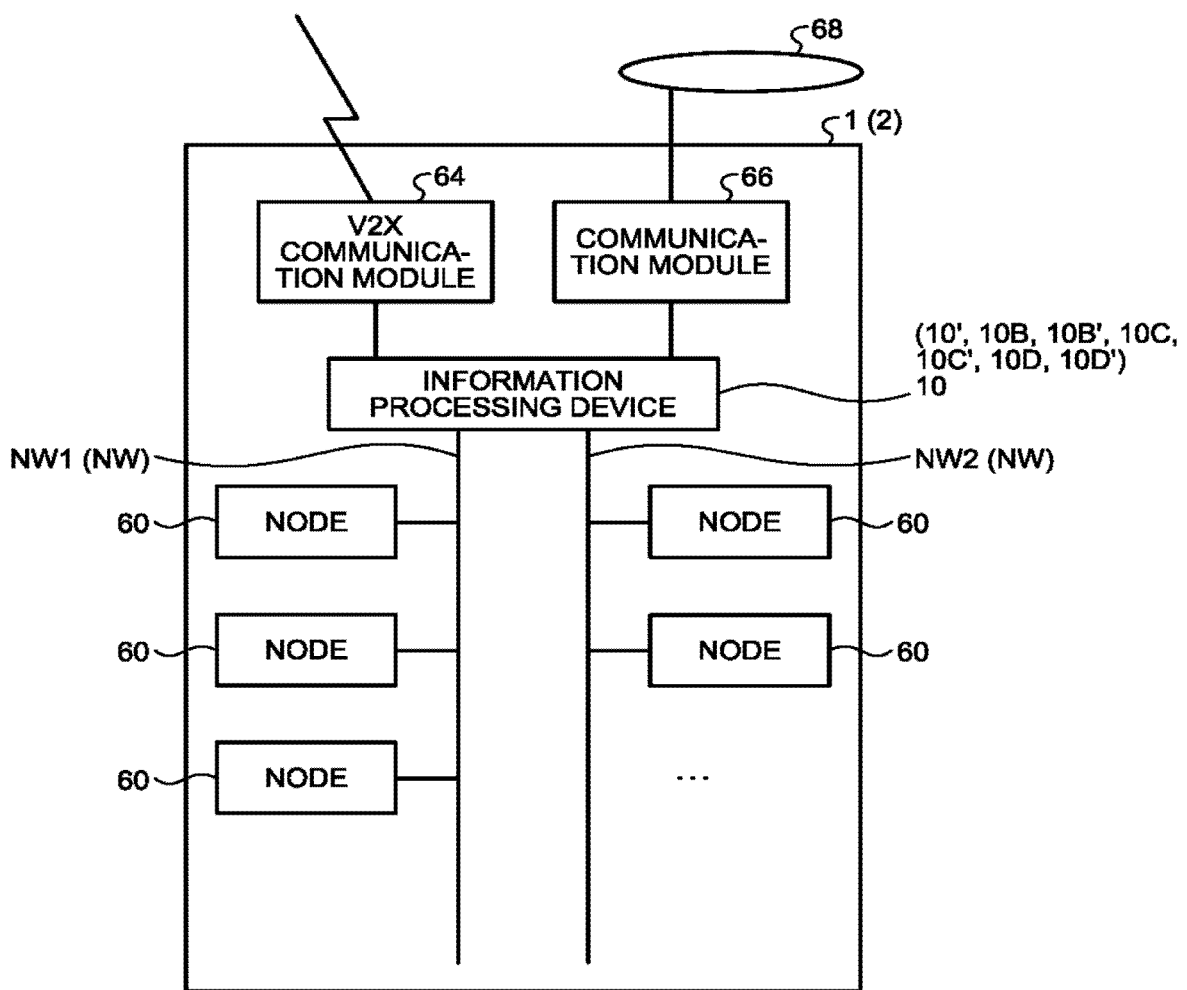 68
1 (2)
64
66
V2X
COMMUNICA-
TION MODULE
COMMUNICA-
TION MODULE
(10', 10B, 10B', 10C,
10C', 10D, 10D')
10
INFORMATION
PROCESSING DEVICE
NW1 (NW)
NW2 (NW)
60
NODE
NODE
60
60
NODE
NODE
60
60
NODE
...